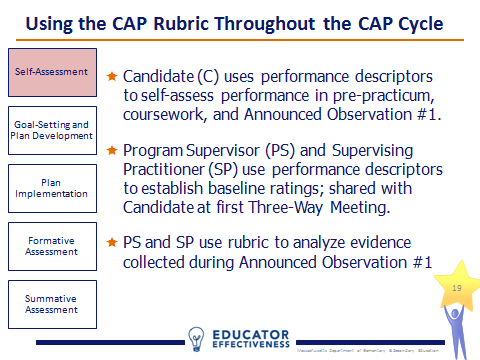 Using the CAP Rubric Throughout the CAP Cycle
Self-Assessment
Goal-Setting and
Plan Development
Plan
Implementation
Formative
Assessment
Summative
Assessment
Candidate (C) uses performance descriptors
to self-assess performance in pre-practicum,
coursework, and Announced Observation #1.
Program Supervisor (PS) and Supervising
Practitioner (SP) use performance descriptors
to establish baseline ratings; shared with
Candidate at first Three-Way Meeting.
PS and SP use rubric to analyze evidence
collected during Announced Observation #1
19
EDUCATOR
EFFECTIVENESS
Massachusetts Department of Elementary & Secondary Education